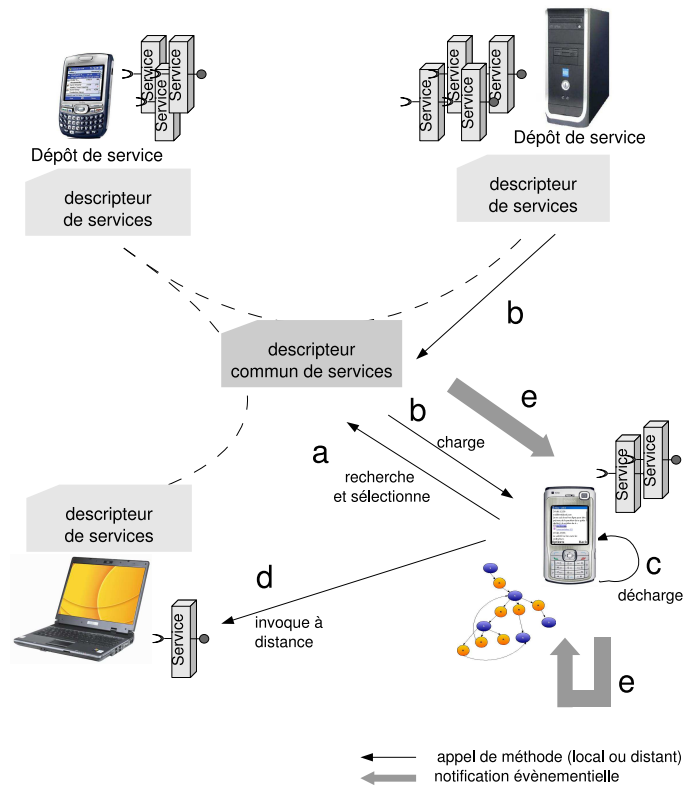 Service
Service
Service
Service
Service
Service
Service
Dépôt de service
Dépôt de service
descripteur
de services
descripteur
de services
b
descripteur
commun de services
e
b
charge
a
recherche
et sélectionne
Service
Service
descripteur
de services
d
invoque à
distance
c
décharge
Service
e
appel de méthode (local ou distant)
notification évènementielle